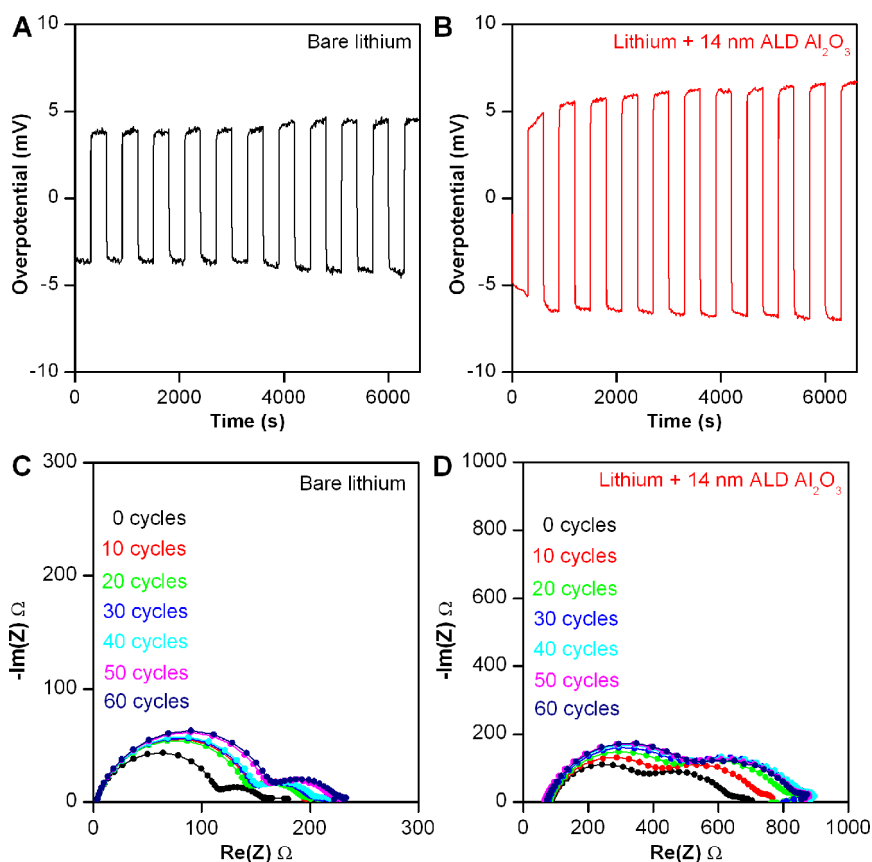 A
Bare lithium
Overpotential (mV)
10
5
0
-5
-10
0
2000
4000
6000
Time (s)
B
Lithium + 14 nm ALD Al₂O₃
Overpotential (mV)
10
5
0
-5
-10
0
2000
4000
6000
Time (s)
C
Bare lithium
0 cycles
10 cycles
20 cycles
30 cycles
40 cycles
50 cycles
60 cycles
-Im(Z) Ω
300
200
100
0
0
100
200
300
Re(Z) Ω
D
Lithium + 14 nm ALD Al₂O₃
0 cycles
10 cycles
20 cycles
30 cycles
40 cycles
50 cycles
60 cycles
-Im(Z) Ω
1000
800
600
400
200
0
0
200
400
600
800
1000
Re(Z) Ω